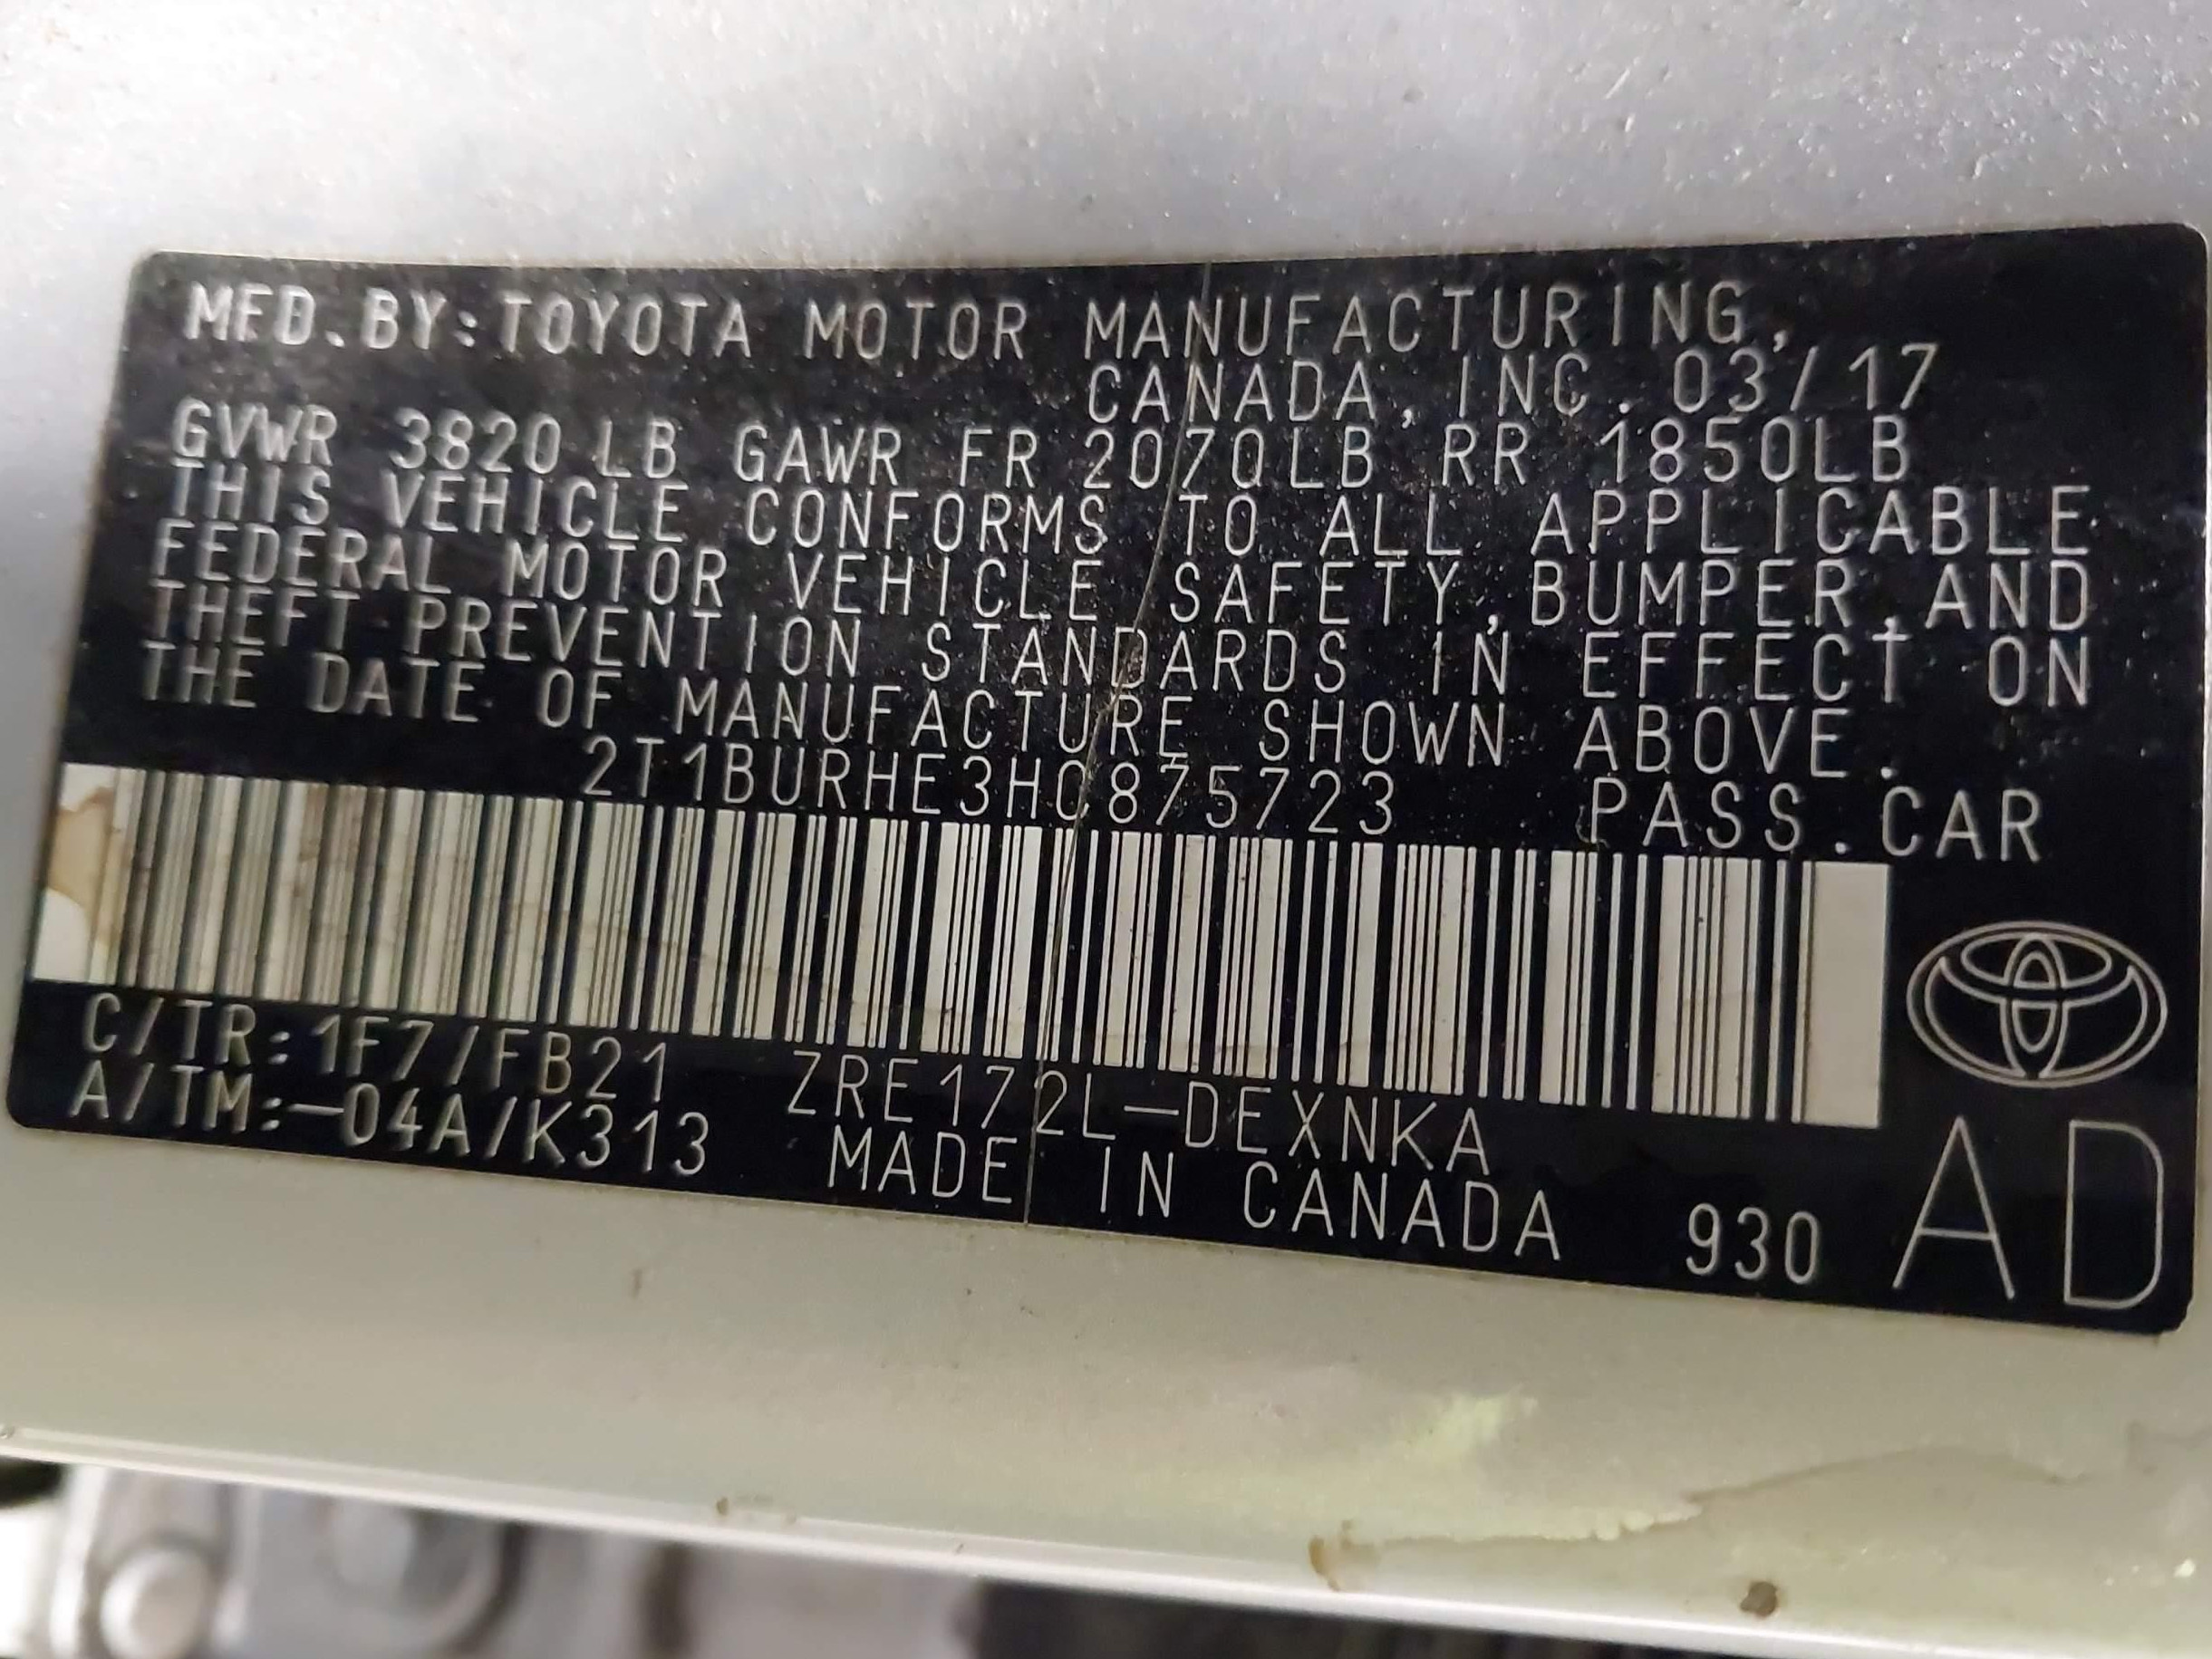 MFD.BY:TOYOTA MOTOR MANUFACTURING,
CANADA, INC. 03/17
GVWR 3820 LB GAWR FR 2070LB RR 1850LB
THIS VEHICLE CONFORMS TO ALL APPLICABLE
FEDERAL MOTOR VEHICLE SAFETY,BUMPER,AND
THEFT PREVENTION STANDARDS IN EFFECT ON
THE DATE OF MANUFACTURE SHOWN ABOVE.
2T1BURHE3HC875723 PASS.CAR
C/TR:1F7/FB21 ZRE172L-DEXNKA
A/TM:-04A/K313 MADE IN CANADA 930 AD